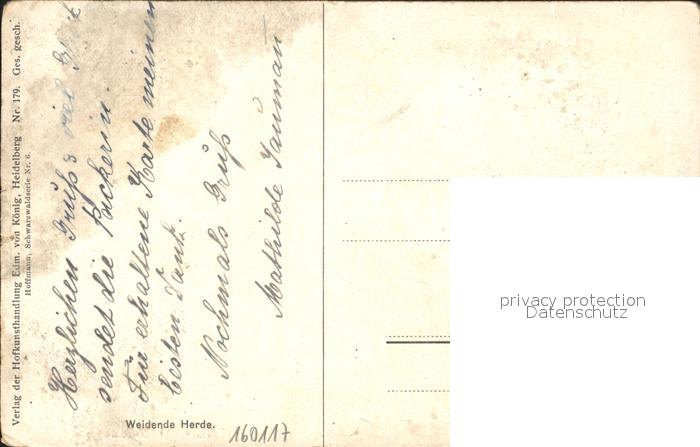 Verlag der Hofkunsthandlung Edm. von König, Heidelberg Nr. 179. Ges. gesch.
Hoffmann, Schwarzwaldserie Nr. 6.
Herzlichen Gruß viel
sendet die
Für erhaltene Karte meinen
besten Dank.
Nochmals Gruß
Mathilde
Weidende Herde.
160117
privacy protection
Datenschutz